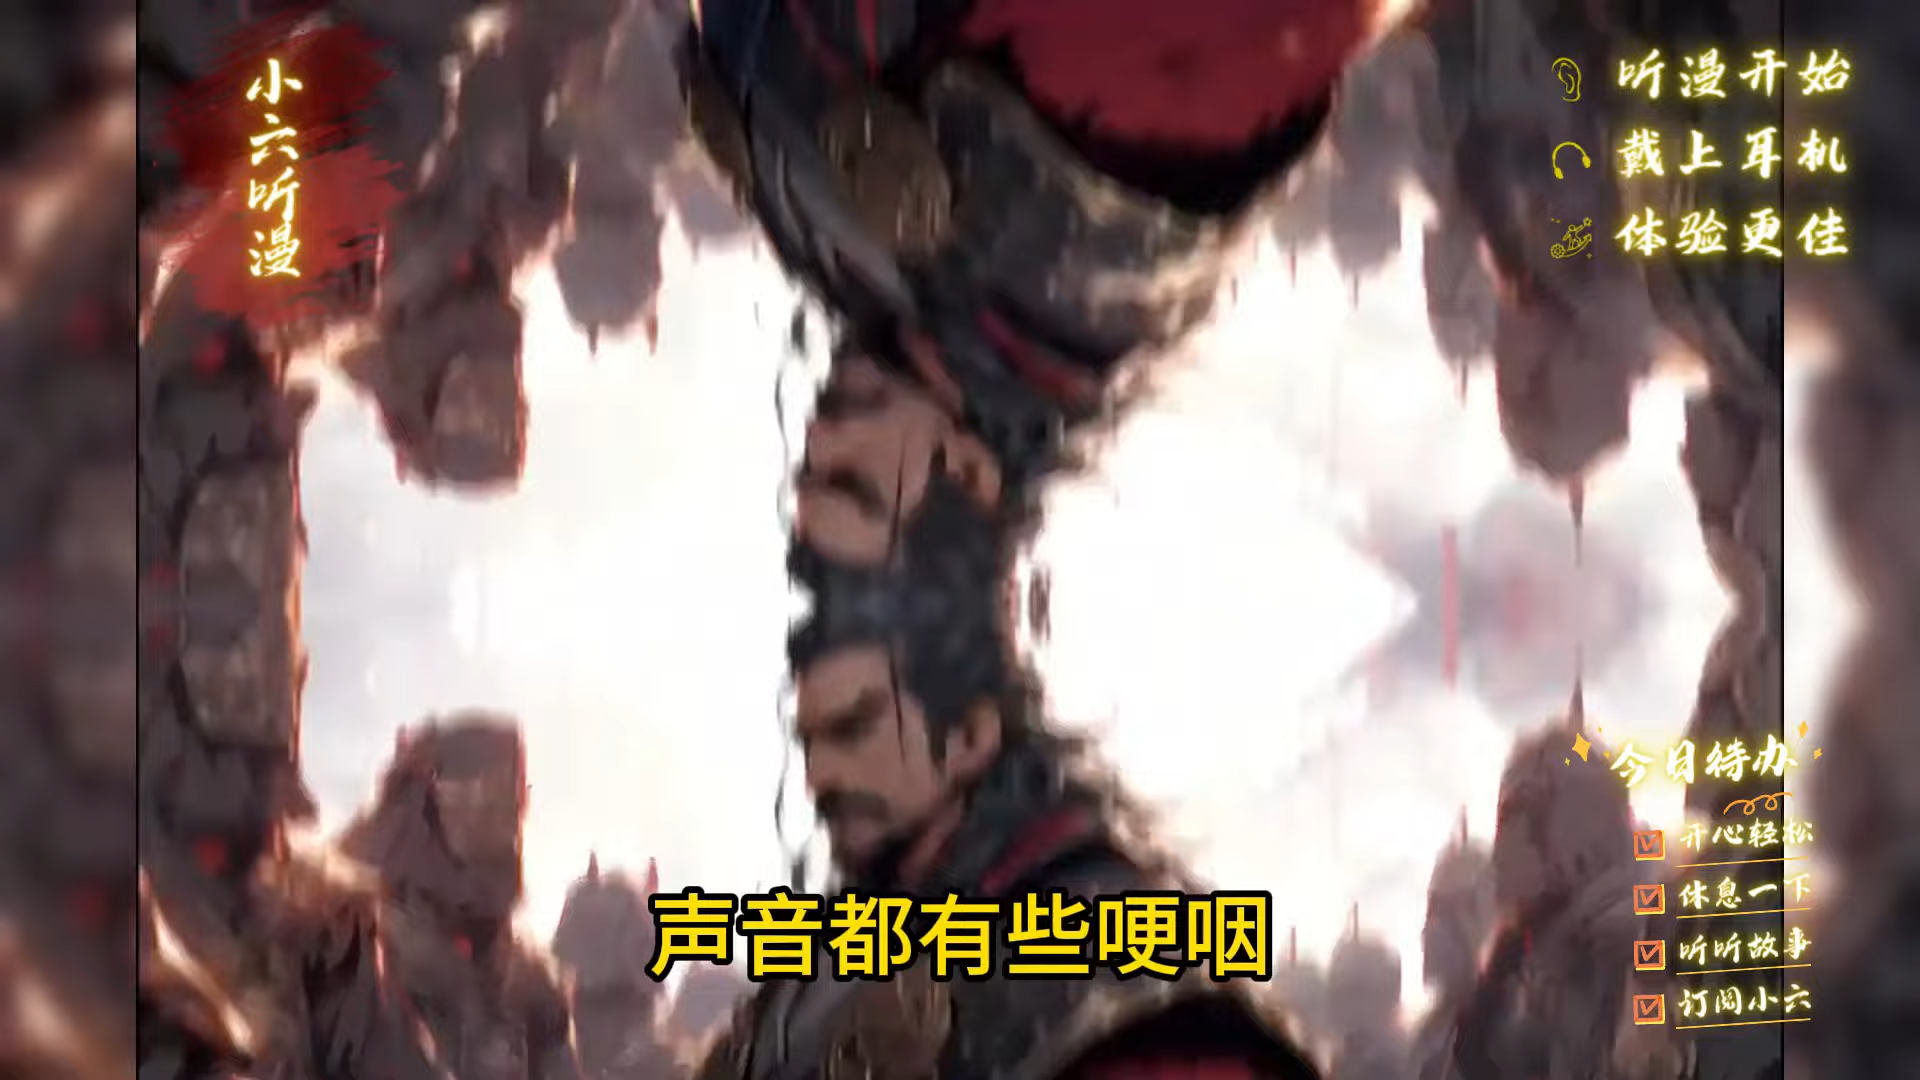 小六听漫
听漫开始
戴上耳机
体验更佳
今日待办
开心轻松
休息一下
听听故事
订阅小六
声音都有些哽咽